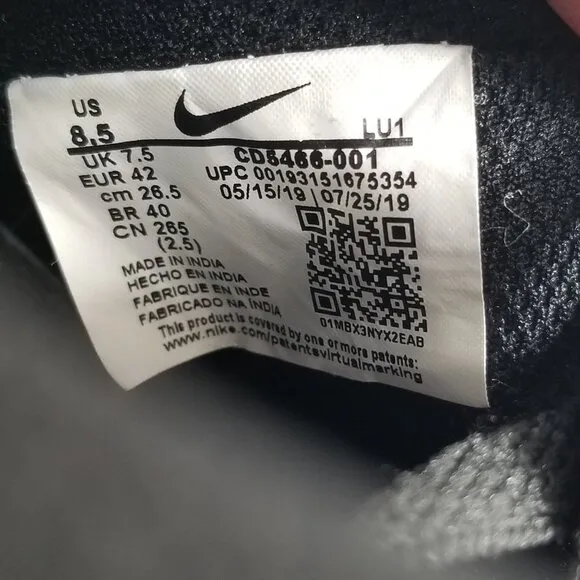 US
8.5
LU1
UK 7.5
EUR 42
cm 26.5
BR 40
CN 265
(2.5)
CD5466-001
UPC 00193151675354
05/15/19 07/25/19
MADE IN INDIA
HECHO EN INDIA
FABRIQUE EN INDE
FABRICADO NA INDIA
01MBX3NYX2EAB
This product is covered by one or more patents:
www.nike.com/patentsvirtualmarking